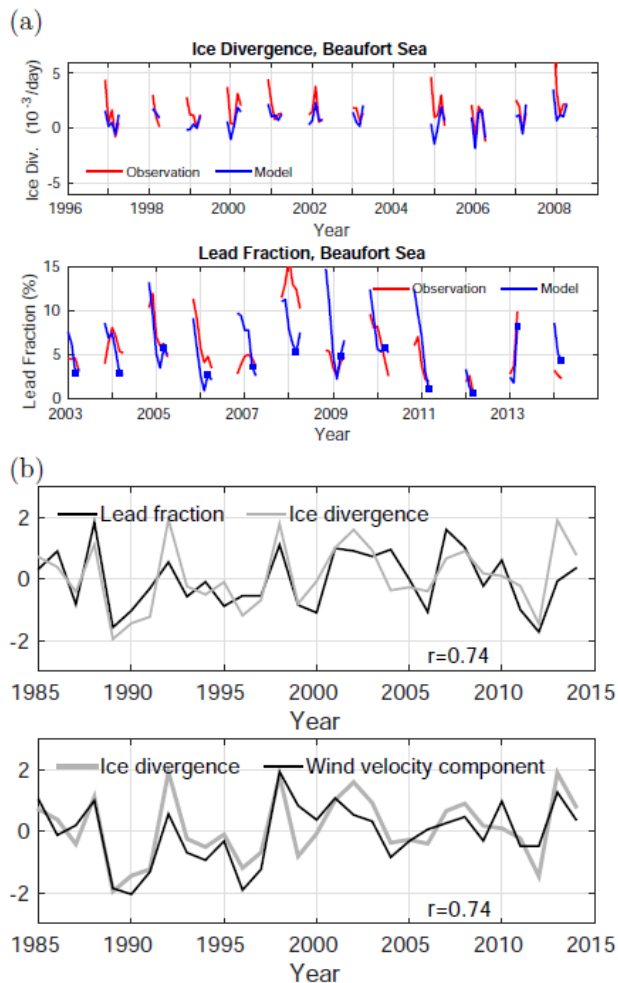 (a)
Ice Divergence, Beaufort Sea
Ice Div. (10⁻³/day)
5
0
-5
Observation Model
1996 1998 2000 2002 2004 2006 2008
Year
Lead Fraction, Beaufort Sea
Lead Fraction (%)
15
10
5
0
Observation Model
2003 2005 2007 2009 2011 2013
Year
(b)
Lead fraction Ice divergence
2
0
-2
r=0.74
1985 1990 1995 2000 2005 2010 2015
Year
Ice divergence Wind velocity component
2
0
-2
r=0.74
1985 1990 1995 2000 2005 2010 2015
Year